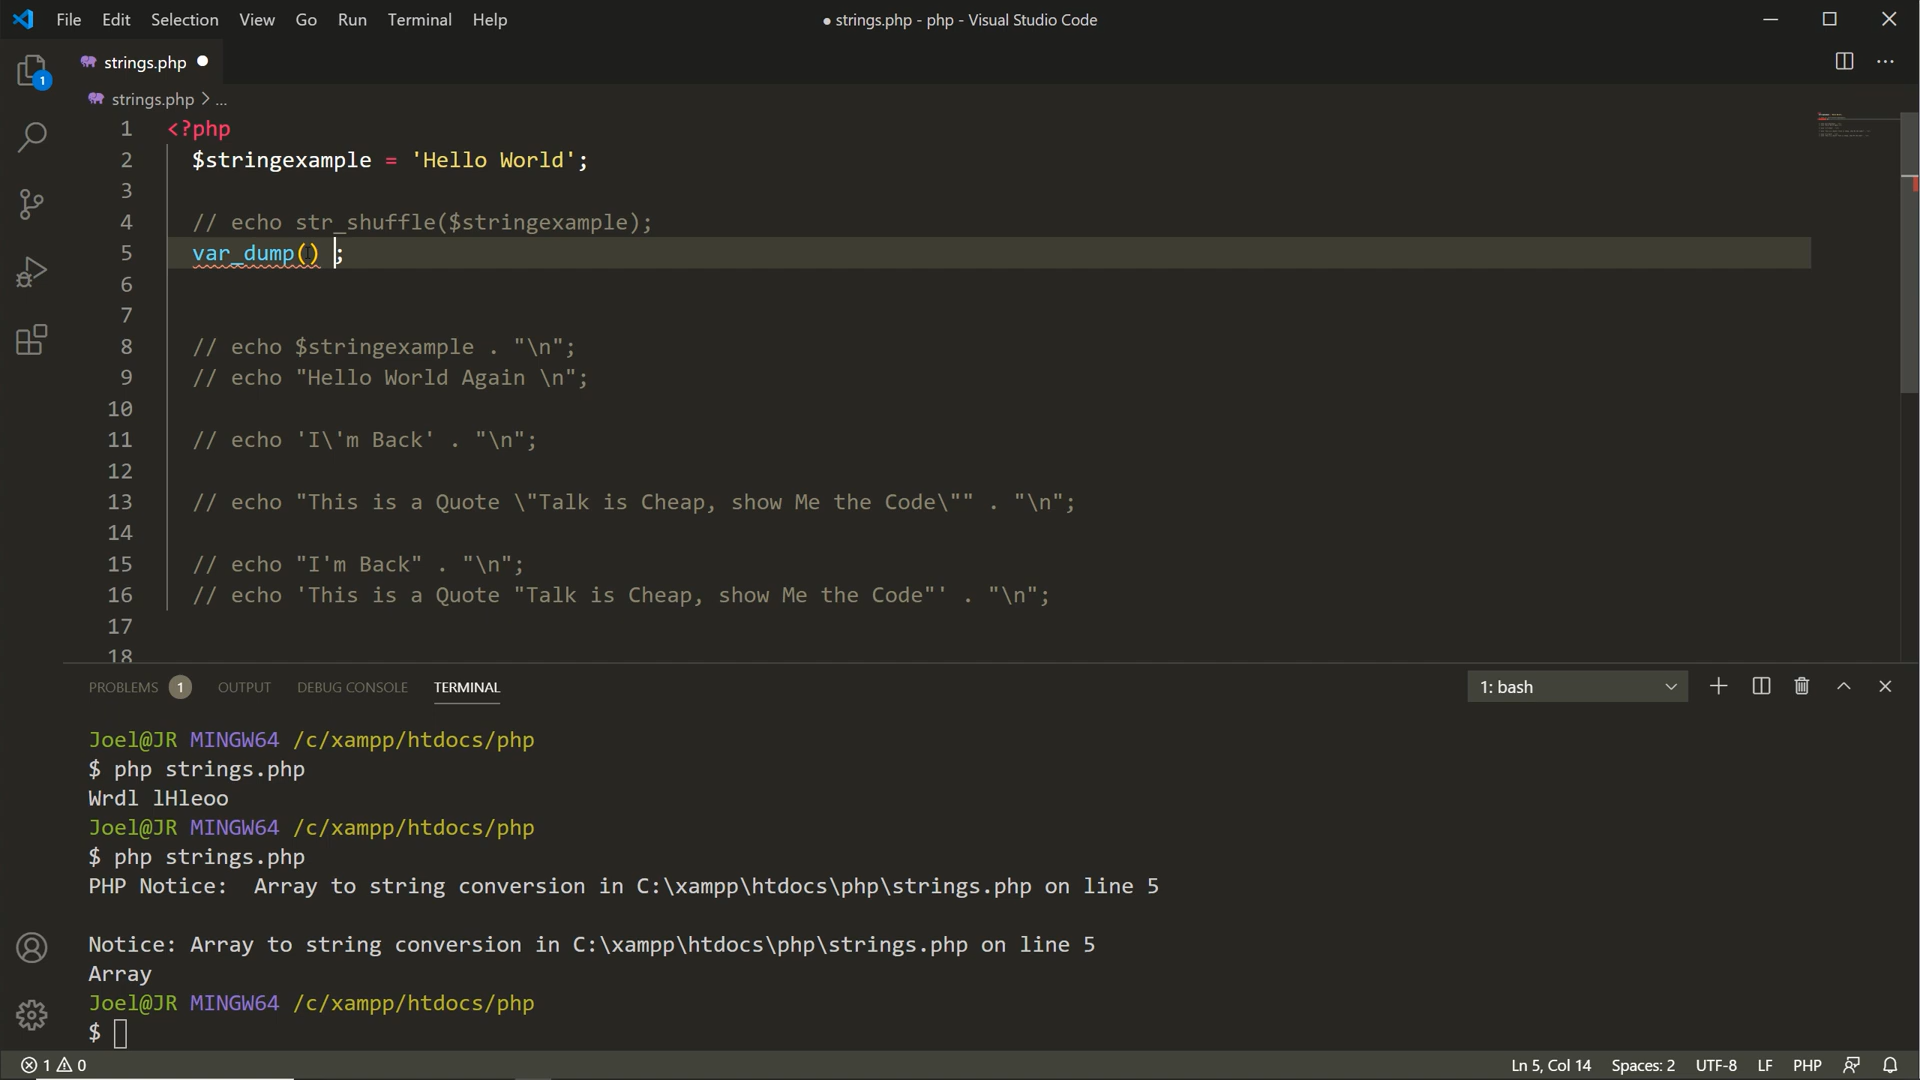 File Edit Selection View Go Run Terminal Help
● strings.php - php - Visual Studio Code
strings.php ●
1
strings.php > ...
1 <?php
2 $stringexample = 'Hello World';
3
4 // echo str_shuffle($stringexample);
5 var_dump() ;
6
7
8 // echo $stringexample . "\n";
9 // echo "Hello World Again \n";
10
11 // echo 'I\'m Back' . "\n";
12
13 // echo "This is a Quote \"Talk is Cheap, show Me the Code\"" . "\n";
14
15 // echo "I'm Back" . "\n";
16 // echo 'This is a Quote "Talk is Cheap, show Me the Code"' . "\n";
17
18
PROBLEMS 1 OUTPUT DEBUG CONSOLE TERMINAL 1: bash
Joel@JR MINGW64 /c/xampp/htdocs/php
$ php strings.php
Wrdl lHleoo
Joel@JR MINGW64 /c/xampp/htdocs/php
$ php strings.php
PHP Notice:  Array to string conversion in C:\xampp\htdocs\php\strings.php on line 5
Notice: Array to string conversion in C:\xampp\htdocs\php\strings.php on line 5
Array
Joel@JR MINGW64 /c/xampp/htdocs/php
$
1 0 Ln 5, Col 14 Spaces: 2 UTF-8 LF PHP